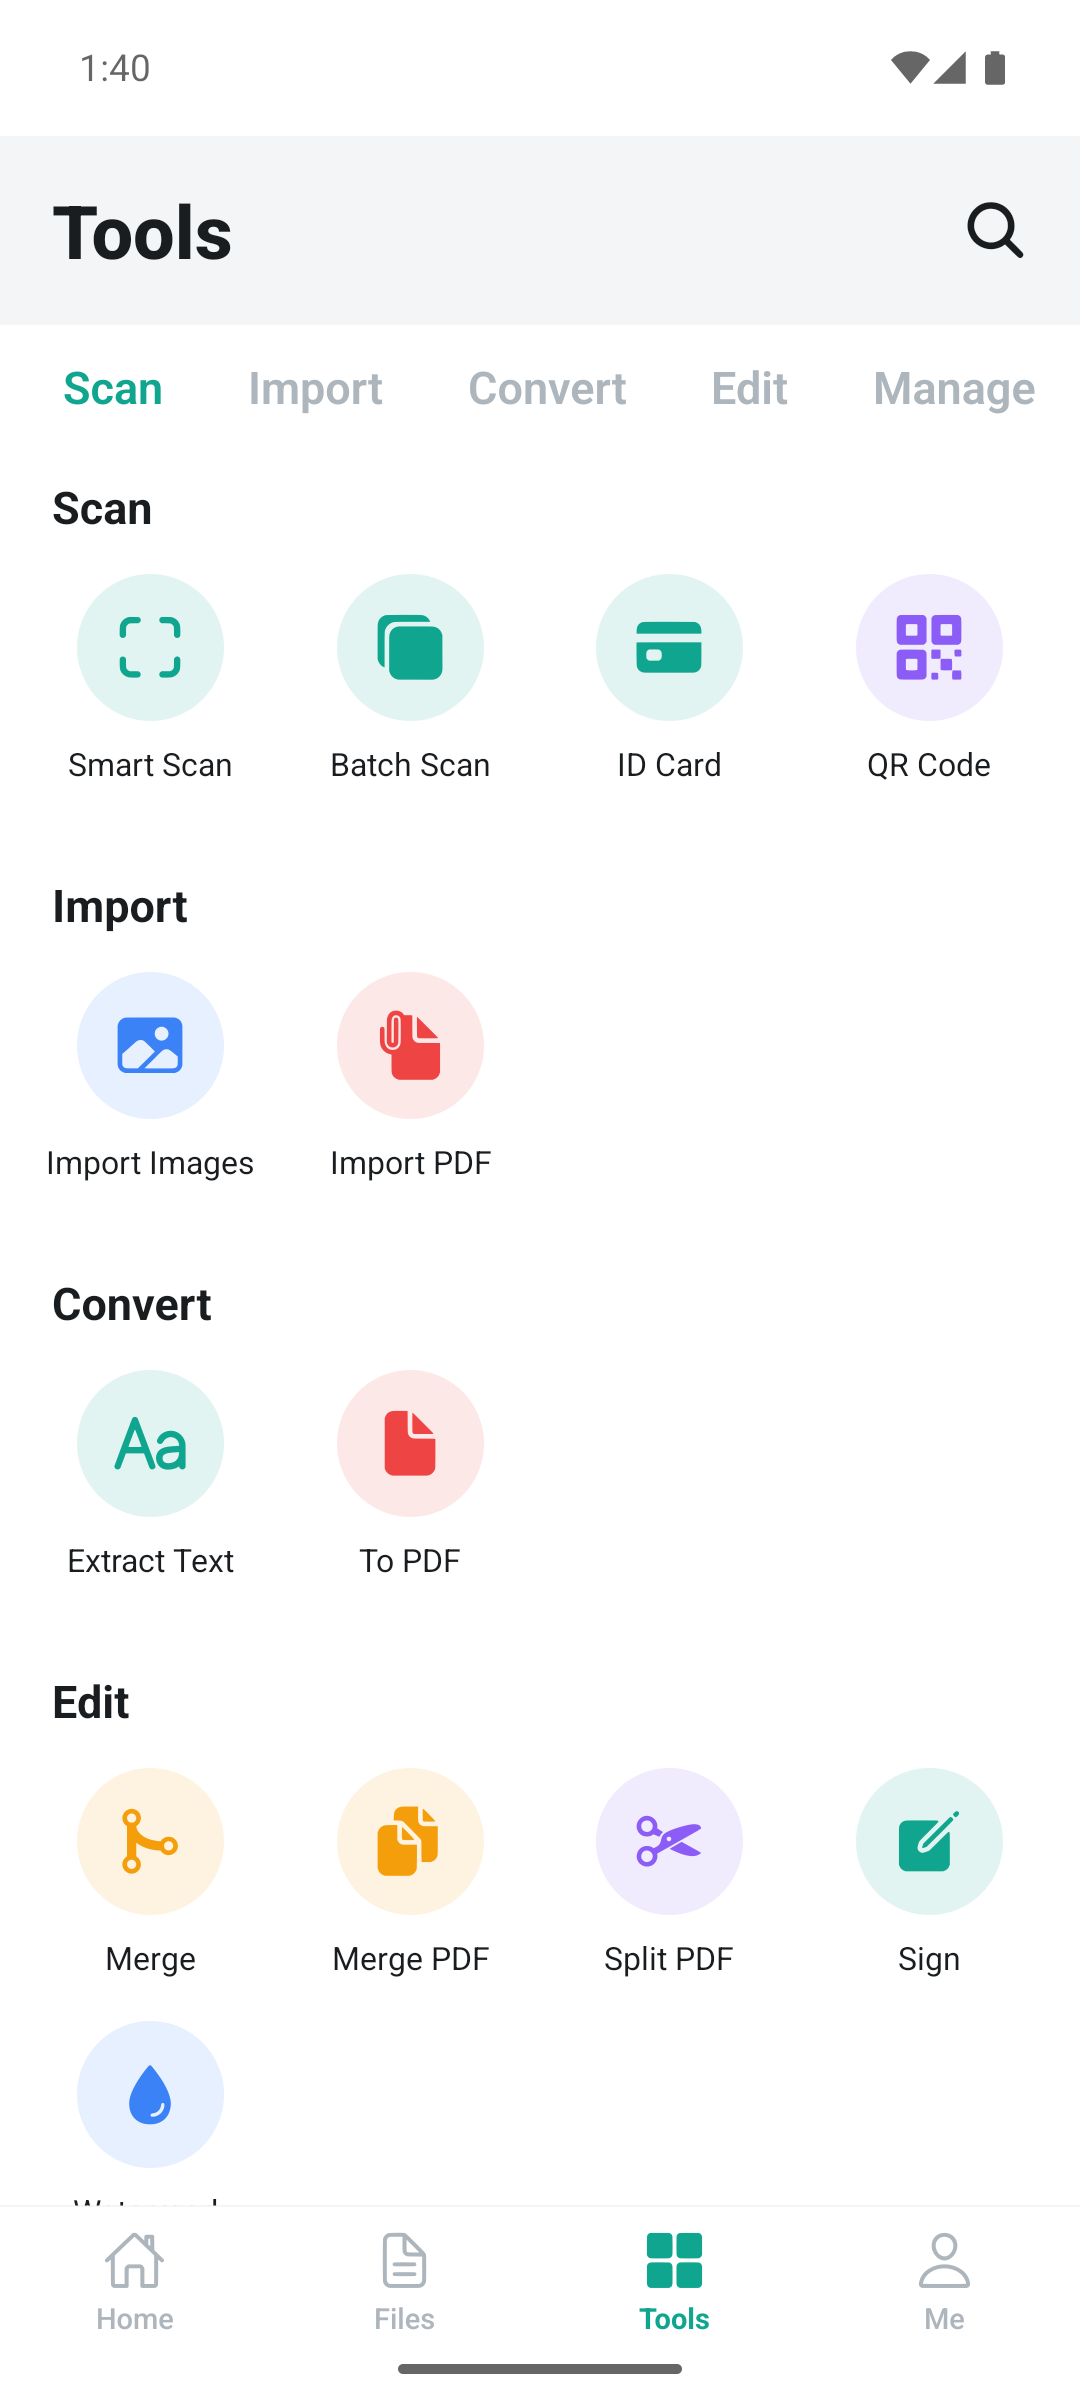 1:40
Tools
Scan Import Convert Edit Manage
Scan
Smart Scan Batch Scan ID Card QR Code
Import
Import Images Import PDF
Convert
Aa
Extract Text To PDF
Edit
Merge Merge PDF Split PDF Sign
Home Files Tools Me